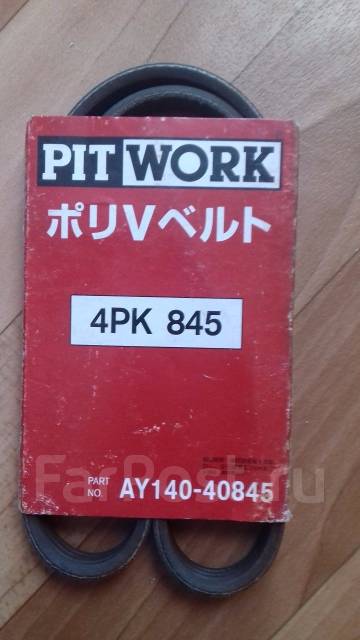 PIT WORK
ポリVベルト
4PK 845
PART NO. AY140-40845
FarPost.ru